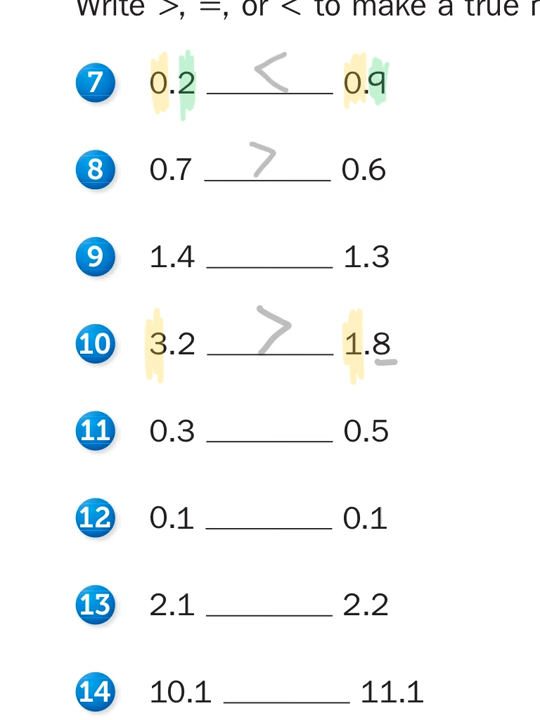 Write >, =, or < to make a true
7 0.2 < 0.9
8 0.7 > 0.6
9 1.4 ______ 1.3
10 3.2 > 1.8
11 0.3 ______ 0.5
12 0.1 ______ 0.1
13 2.1 ______ 2.2
14 10.1 ______ 11.1